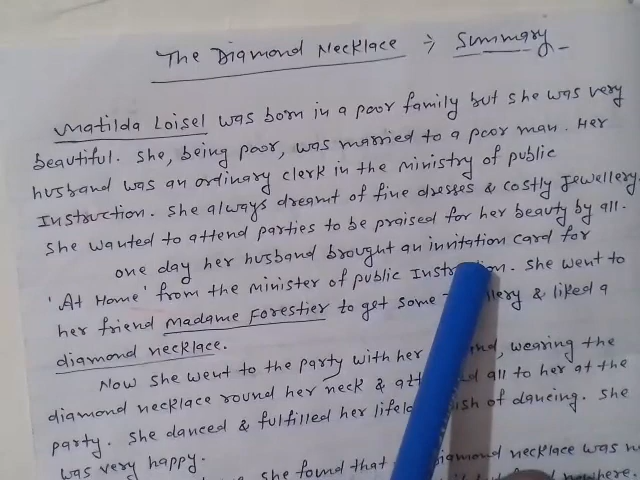 The Diamond Necklace ⇒ Summary
Matilda Loisel was born in a poor family but she was very
beautiful. She, being poor, was married to a poor man. Her
husband was an ordinary clerk in the ministry of public
Instruction. She always dreamt of fine dresses & costly Jewellery.
She wanted to attend parties to be praised for her beauty by all.
one day her husband brought an invitation card for
'At Home' from the minister of public. She went to
her friend Madame Forestier to get some & liked a
diamond necklace.
Now she went to the party with her, wearing the
diamond necklace round her neck & all to her at the
party. She danced & fulfilled her of dancing. She
was very happy.
she found that diamond necklace was
nowhere.